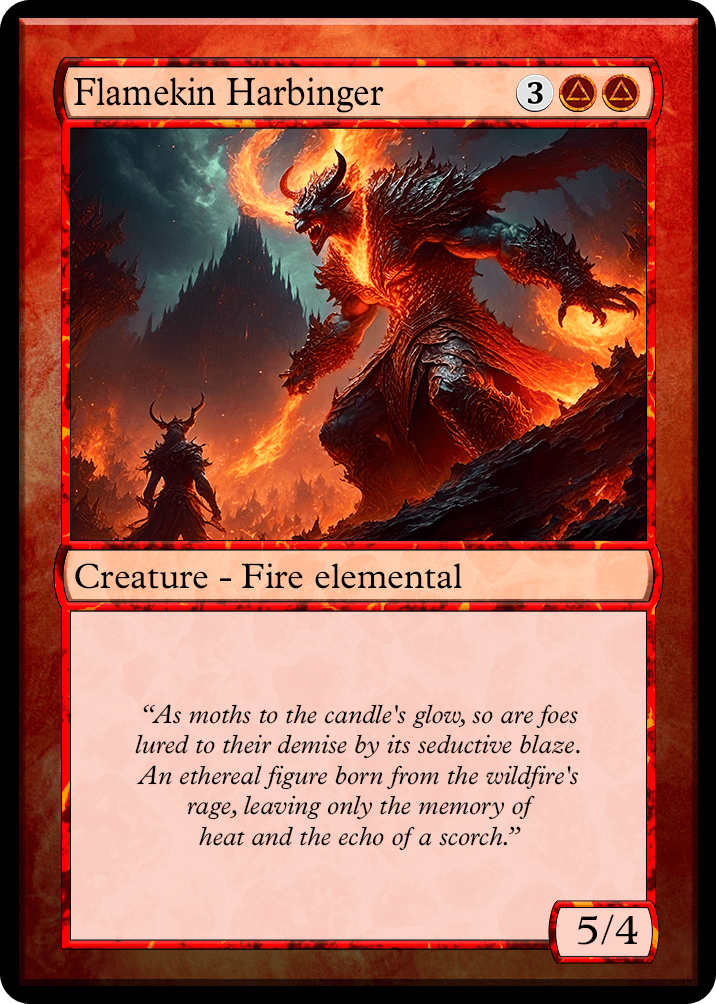 Flamekin Harbinger 3
Creature - Fire elemental
“As moths to the candle's glow, so are foes
lured to their demise by its seductive blaze.
An ethereal figure born from the wildfire's
rage, leaving only the memory of
heat and the echo of a scorch.”
5/4